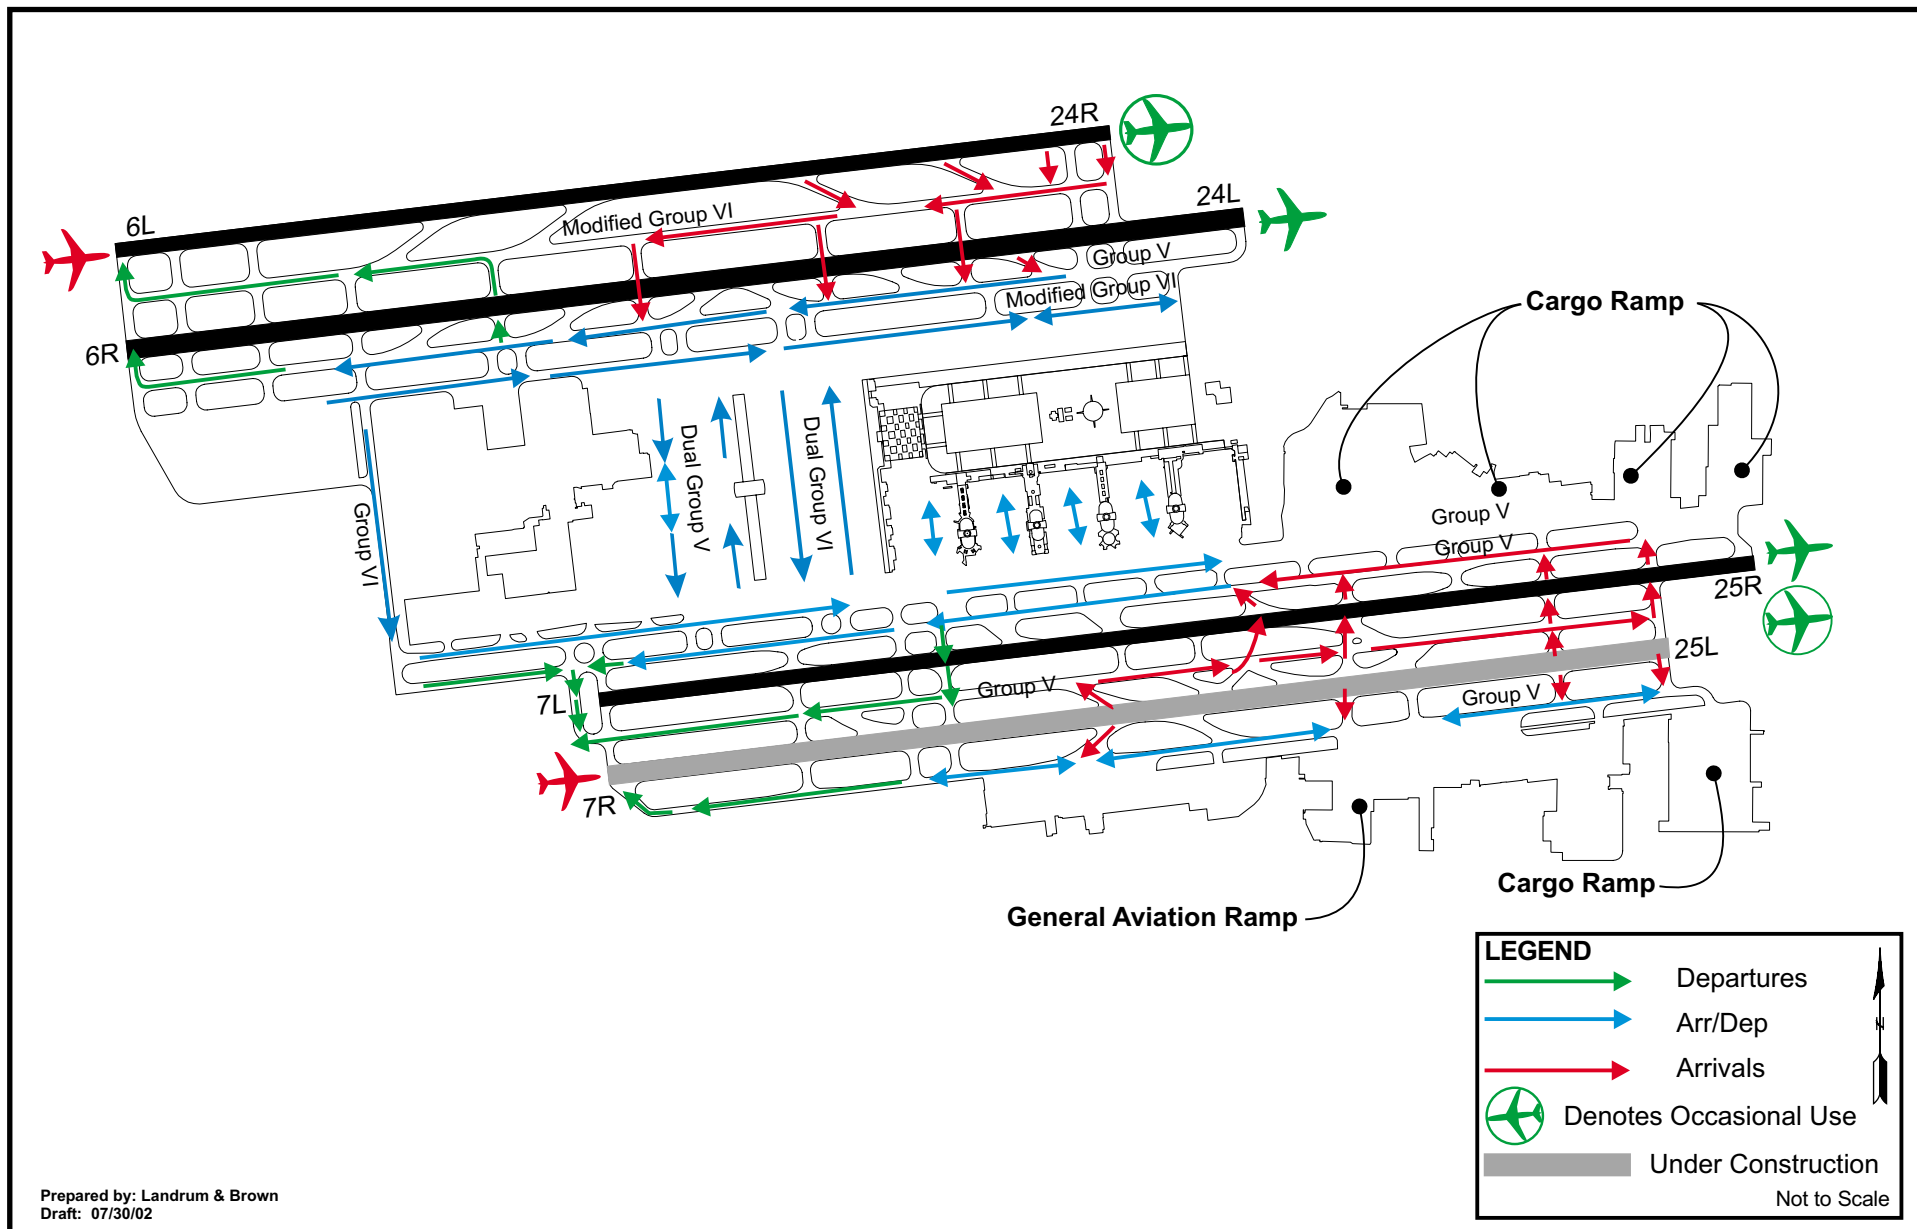 24R
6L
Modified Group VI
24L
Group V
Modified Group VI
6R
Cargo Ramp
Dual Group V
Dual Group VI
Group VI
Group V
Group V
25R
25L
Group V
Group V
7L
7R
Cargo Ramp
General Aviation Ramp
LEGEND
Departures
Arr/Dep
N
Arrivals
Denotes Occasional Use
Under Construction
Not to Scale
Prepared by: Landrum & Brown
Draft: 07/30/02